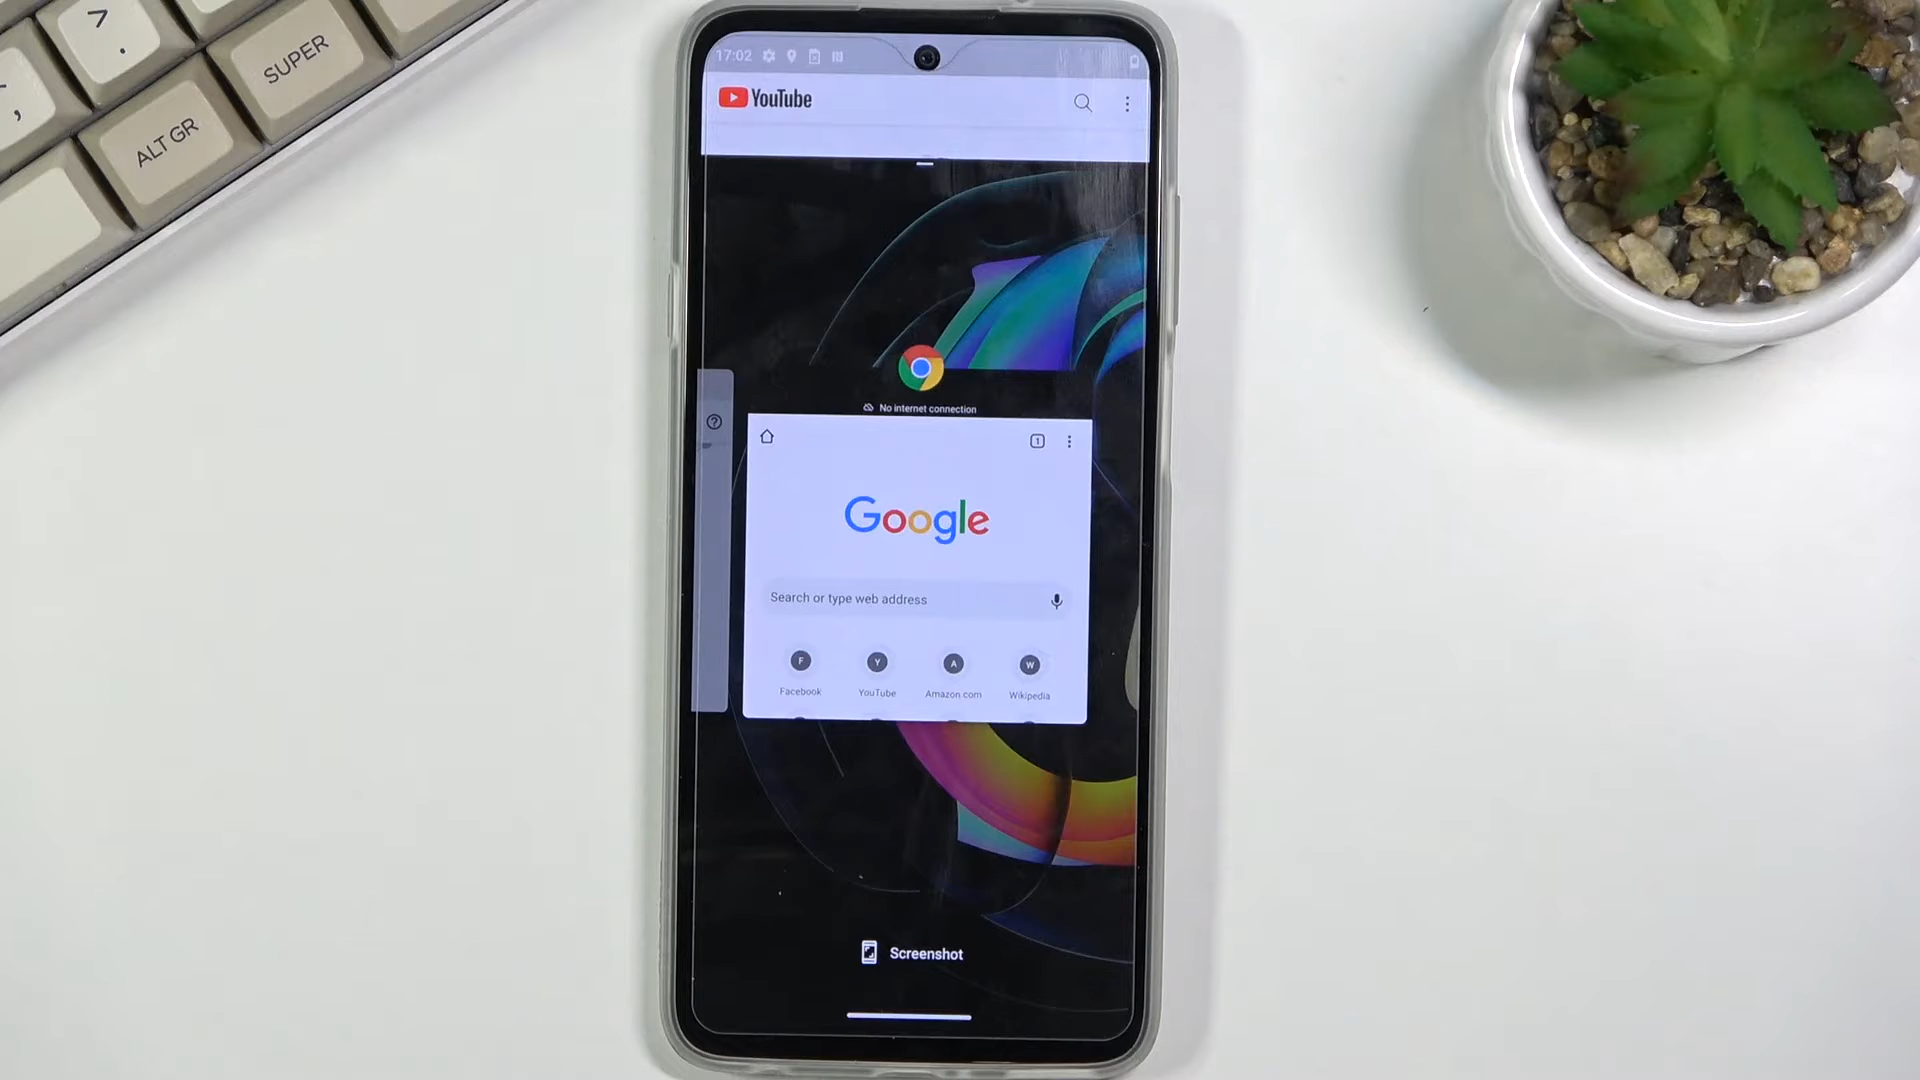 > .
SUPER
;
,
ALT GR
17:02
YouTube
No internet connection
1
Google
Search or type web address
F Y A W
Facebook YouTube Amazon.com Wikipedia
Screenshot